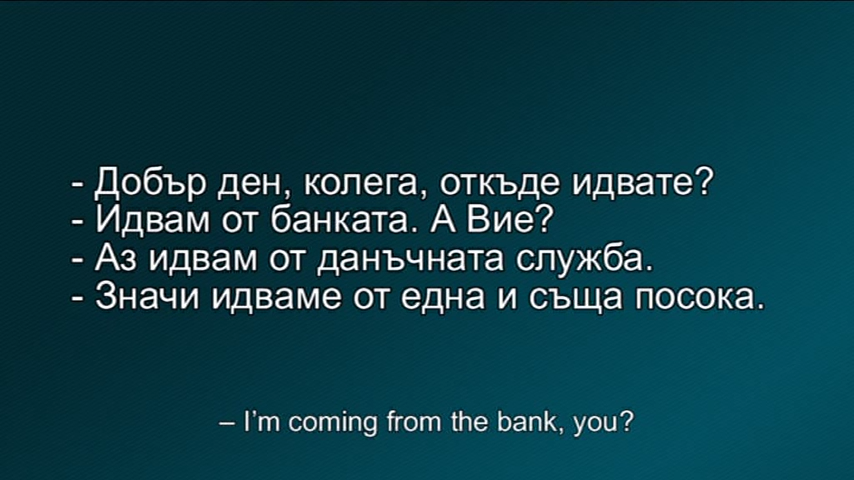 - Добър ден, колега, откъде идвате?
- Идвам от банката. А Вие?
- Аз идвам от данъчната служба.
- Значи идваме от една и съща посока.
– I’m coming from the bank, you?